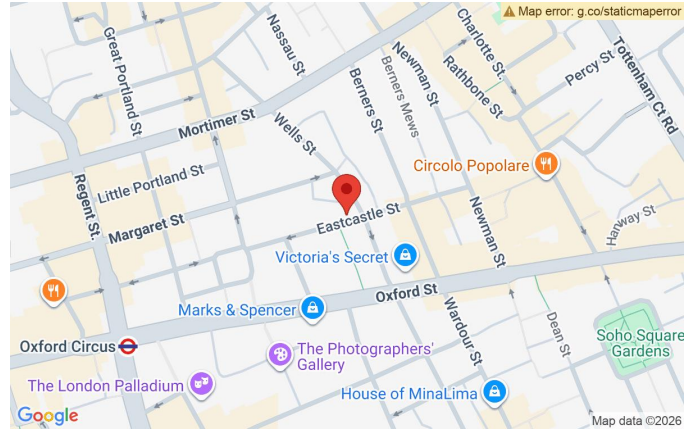 Map error: g.co/staticmaperror
Great Portland St
Nassau St
Newman St
Charlotte St.
Tottenham Ct Rd
Berners St
Berners Mews
Rathbone St
Percy St
Mortimer St
Wells St
Circolo Popolare
Little Portland St
Regent St.
Margaret St
Eastcastle St
Newman St
Hanway St
Victoria's Secret
Oxford St
Marks & Spencer
Wardour St
Dean St
Soho Square
Gardens
Oxford Circus
The Photographers'
Gallery
The London Palladium
House of MinaLima
Google
Map data ©2026